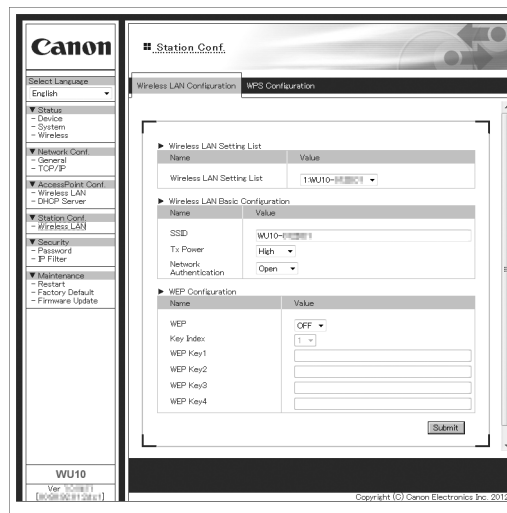 Canon
Station Conf.
Select Language
English
▼ Status
- Device
- System
- Wireless
▼ Network Conf.
- General
- TCP/IP
▼ AccessPoint Conf.
- Wireless LAN
- DHCP Server
▼ Station Conf.
- Wireless LAN
▼ Security
- Password
- IP Filter
▼ Maintenance
- Restart
- Factory Default
- Firmware Update
WU10
Ver
Wireless LAN Configuration WPS Configuration
▶ Wireless LAN Setting List
Name Value
Wireless LAN Setting List 1:WU10-
▶ Wireless LAN Basic Configuration
Name Value
SSID WU10-
Tx Power High
Network Authentication Open
▶ WEP Configuration
Name Value
WEP OFF
Key Index 1
WEP Key1
WEP Key2
WEP Key3
WEP Key4
Submit
Copyright (C) Canon Electronics Inc. 2012